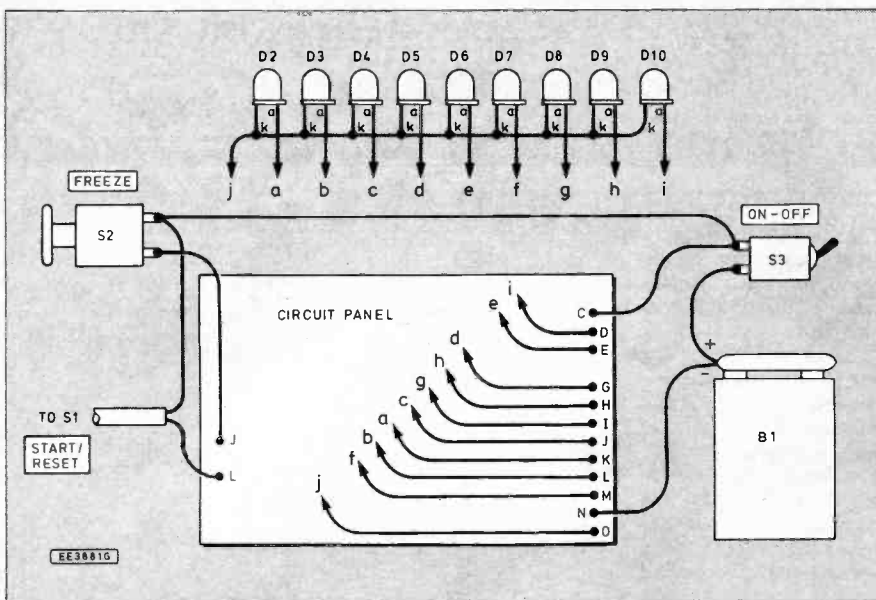 D2 D3 D4 D5 D6 D7 D8 D9 D10
a a a a a a a a a
k k k k k k k k k
j a b c d e f g h i
FREEZE
ON-OFF
S2
S3
CIRCUIT PANEL
i
C
e
D
E
+
-
d
h
G
g
H
c
I
TO S1
a
J
J
START/
RESET
b
K
B1
L
f
L
M
j
N
O
EE3881G